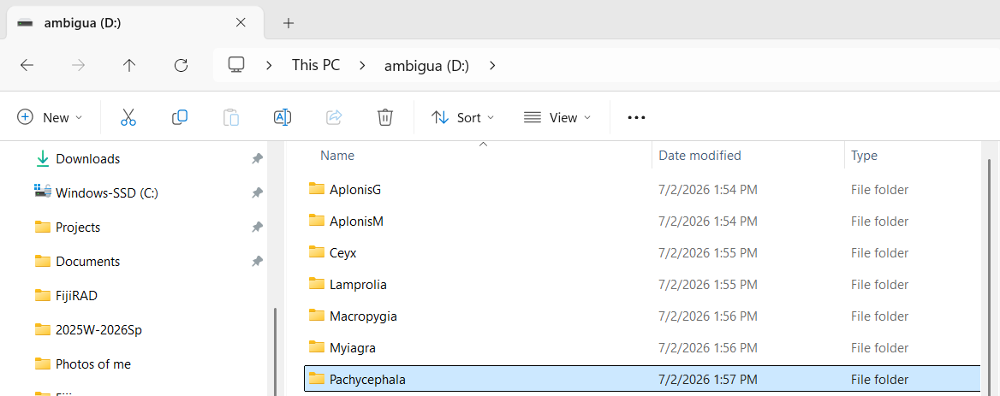 ambigua (D:)
This PC > ambigua (D:) >
New Sort View
Name Date modified Type
Downloads
Windows-SSD (C:)
Projects
Documents
FijiRAD
2025W-2026Sp
Photos of me
AplonisG 7/2/2026 1:54 PM File folder
AplonisM 7/2/2026 1:54 PM File folder
Ceyx 7/2/2026 1:55 PM File folder
Lamprolia 7/2/2026 1:55 PM File folder
Macropygia 7/2/2026 1:56 PM File folder
Myiagra 7/2/2026 1:56 PM File folder
Pachycephala 7/2/2026 1:57 PM File folder